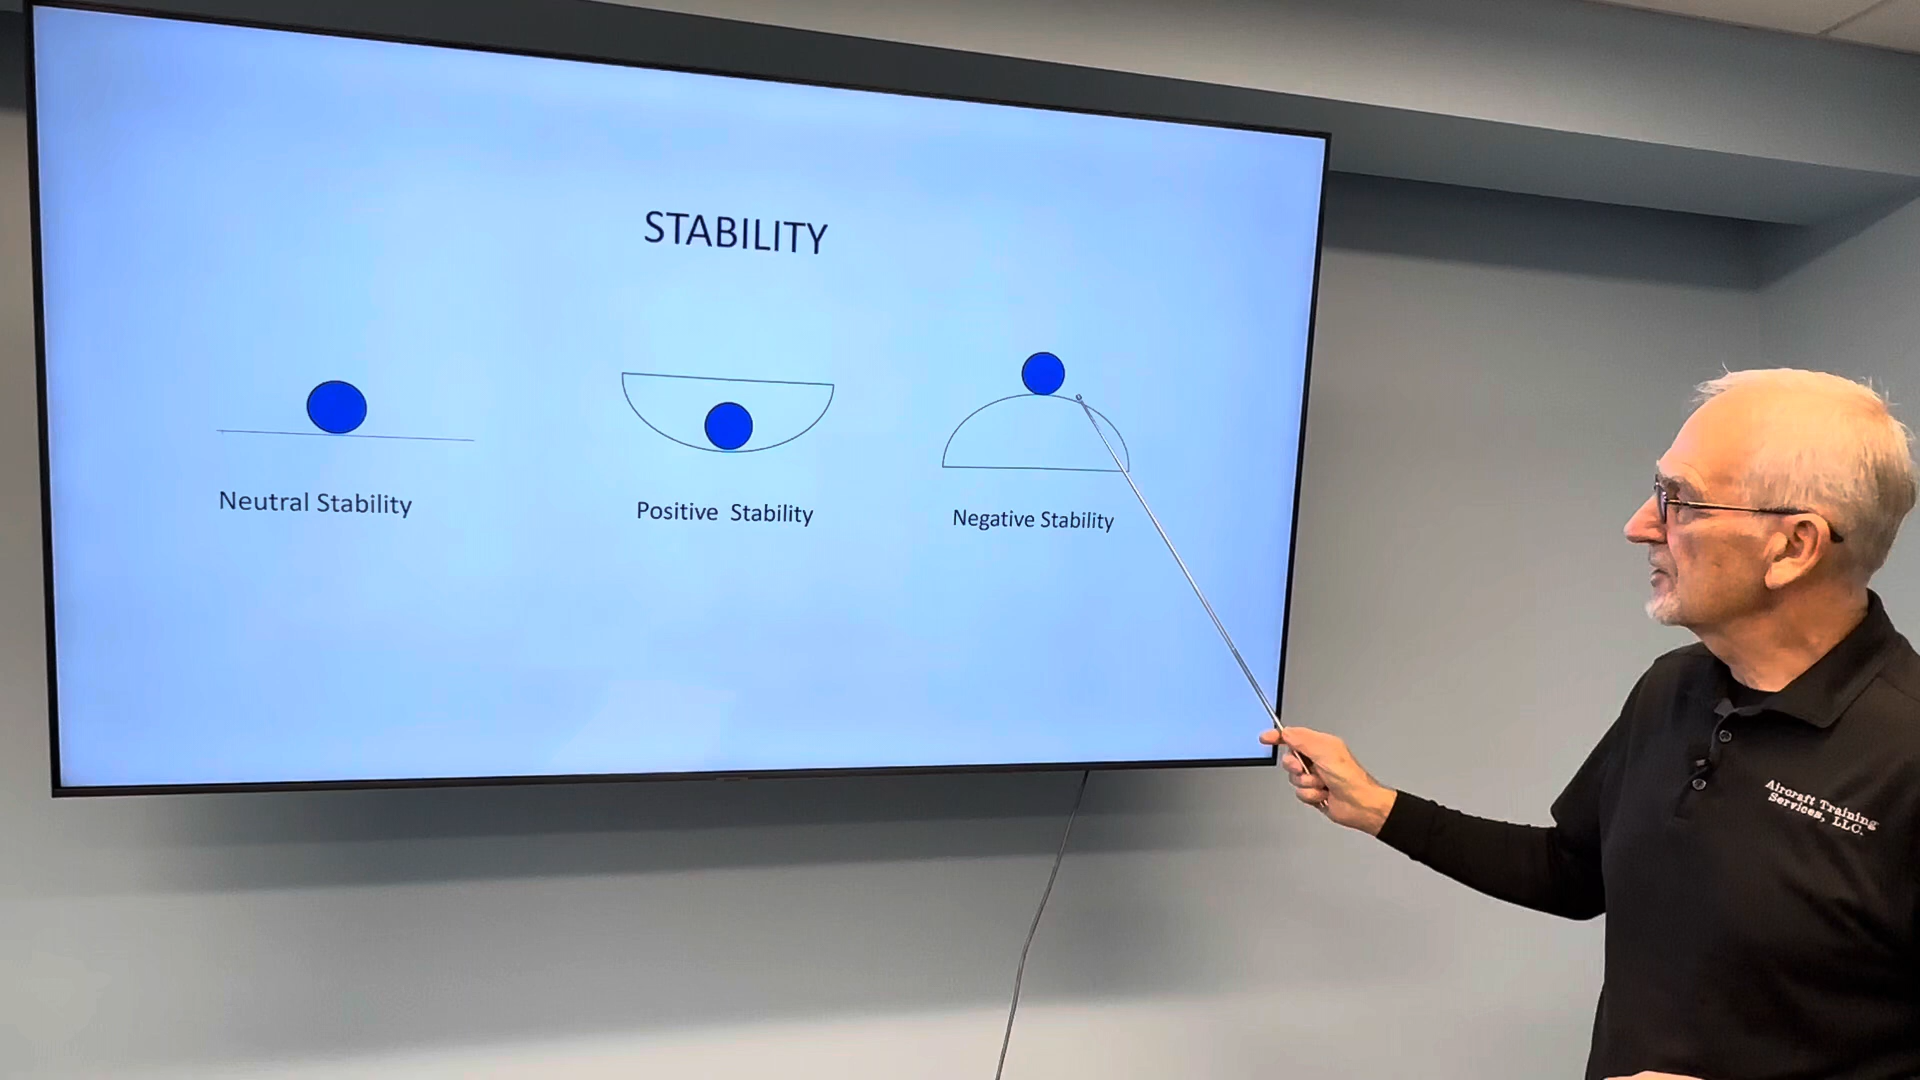 STABILITY
Neutral Stability
Positive Stability
Negative Stability
Aircraft Training
Services, LLC.